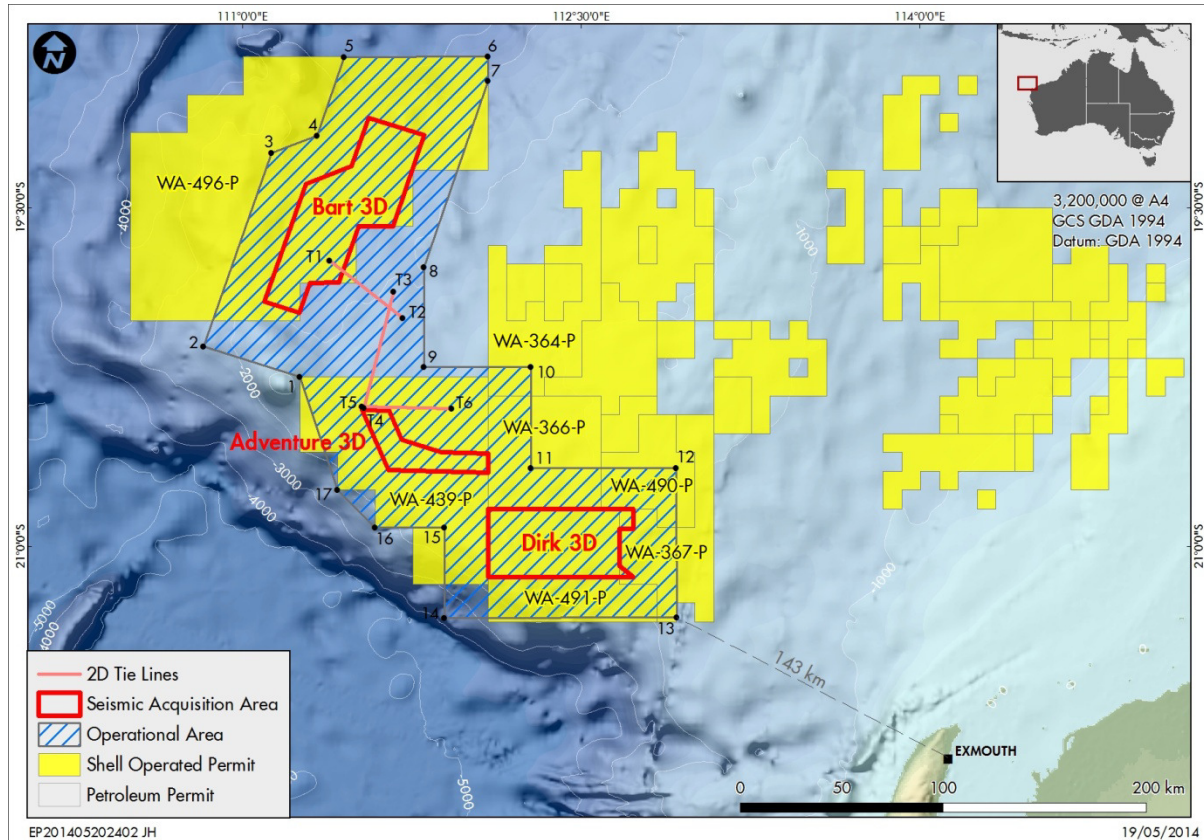 111°0'0"E
112°30'0"E
114°0'0"E
5
6
7
4
3
WA-496-P
-4000
19°30'0"S
19°30'0"S
3,200,000 @ A4
GCS GDA 1994
Datum: GDA 1994
Bart 3D
-1000
T1
8
T3
T2
2
WA-364-P
9
10
-2000
1
T5
T6
T4
WA-366-P
Adventure 3D
11
12
-3000
WA-490-P
17
WA-439-P
-4000
16
15
Dirk 3D
WA-367-P
21°0'0"S
21°0'0"S
-1000
WA-491-P
-5000
14
13
-4000
143 km
2D Tie Lines
Seismic Acquisition Area
Operational Area
Shell Operated Permit
Petroleum Permit
EXMOUTH
-5000
0
50
100
200 km
EP201405202402 JH
19/05/2014